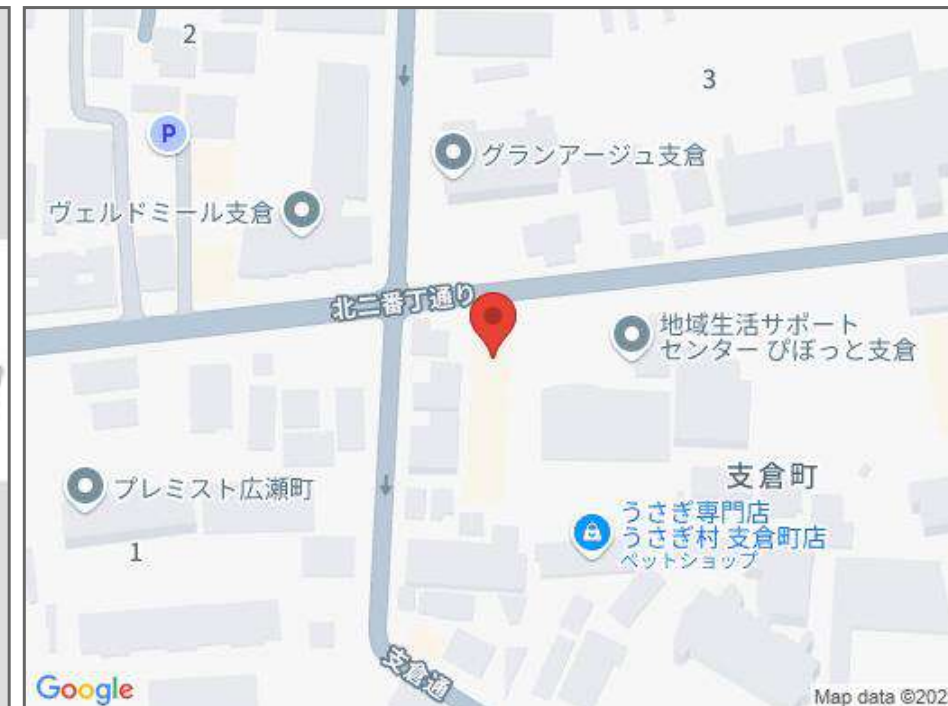 2
3
P
グランアージュ支倉
ヴェルドミール支倉
北二番丁通り
地域生活サポート
センター ぴぽっと支倉
支倉町
プレミスト広瀬町
うさぎ専門店
うさぎ村 支倉町店
ペットショップ
1
支倉通
Google
Map data ©202